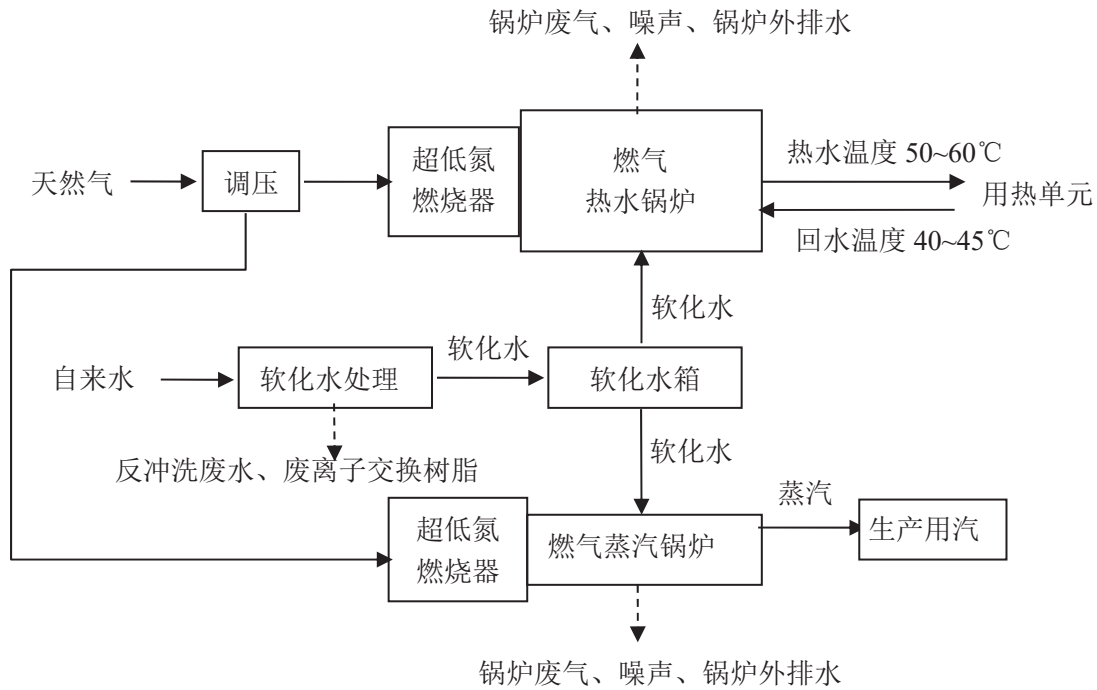 锅炉废气、噪声、锅炉外排水
天然气
调压
超低氮
燃烧器
燃气
热水锅炉
热水温度 50~60℃
用热单元
回水温度 40~45℃
软化水
自来水
软化水处理
软化水
软化水箱
反冲洗废水、废离子交换树脂
软化水
超低氮
燃烧器
燃气蒸汽锅炉
蒸汽
生产用汽
锅炉废气、噪声、锅炉外排水